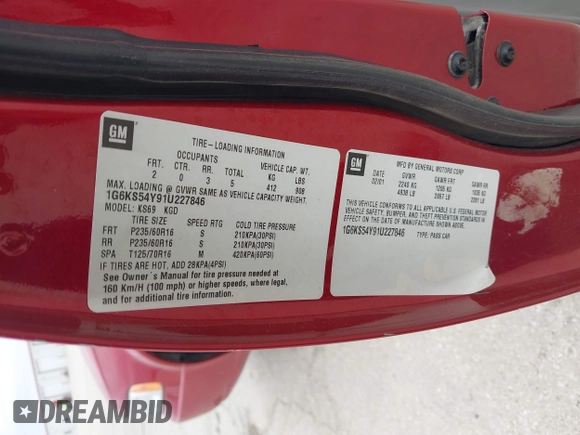 GM
TIRE-LOADING INFORMATION
OCCUPANTS VEHICLE CAP. WT.
FRT. CTR. RR. TOTAL KG LBS
2 0 3 5 412 908
MAX. LOADING @ GVWR SAME AS VEHICLE CAPACITY WEIGHT.
1G6KS54Y91U227846
MODEL: KS69 KGD
TIRE SIZE SPEED RTG COLD TIRE PRESSURE
FRT P235/60R16 S 210KPA(30PSI)
RR P235/60R16 S 210KPA(30PSI)
SPA T125/70R16 M 420KPA(60PSI)
IF TIRES ARE HOT, ADD 28KPA(4PSI)
See Owner's Manual for tire pressure needed at
160 Km/H (100 mph) or higher speeds, where legal,
and for additional tire information.
GM
MFD BY GENERAL MOTORS CORP
DATE GVWR GAWR FRT GAWR RR
02/01 2240 KG
4938 LB
THIS VEHICLE CONFORMS TO ALL APPLICABLE U.S. FEDERAL MOTOR
VEHICLE SAFETY, BUMPER, AND THEFT PREVENTION STANDARDS
IN EFFECT ON THE DATE OF MANUFACTURE SHOWN ABOVE.
1G6KS54Y91U227846 TYPE: PASS CAR
DREAMBID